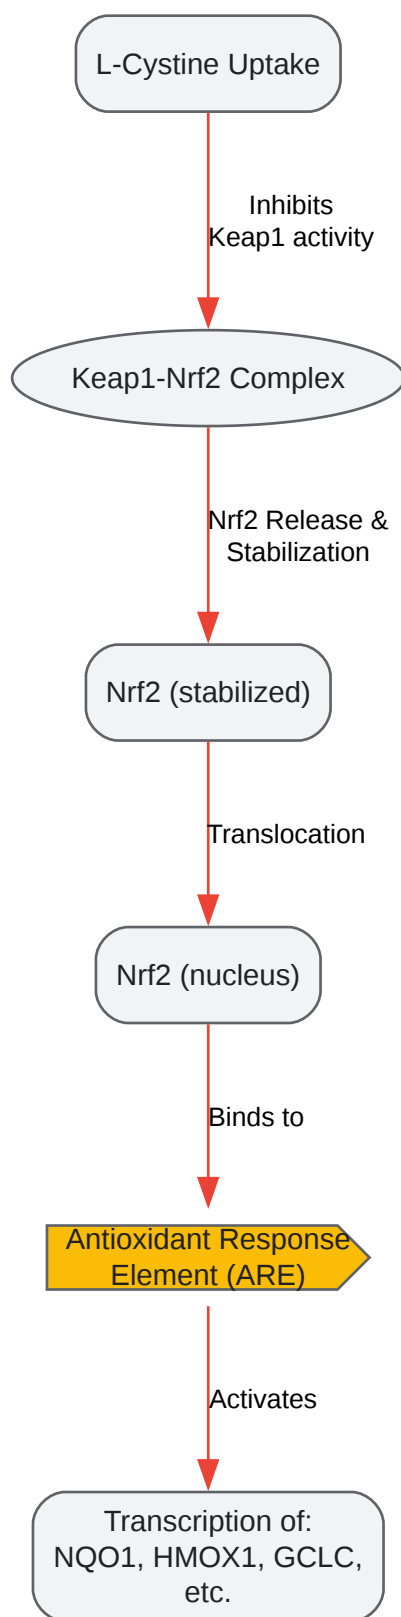 L-Cystine Uptake
Inhibits
Keap1 activity
Keap1-Nrf2 Complex
Nrf2 Release &
Stabilization
Nrf2 (stabilized)
Translocation
Nrf2 (nucleus)
Binds to
Antioxidant Response
Element (ARE)
Activates
Transcription of:
NQO1, HMOX1, GCLC,
etc.